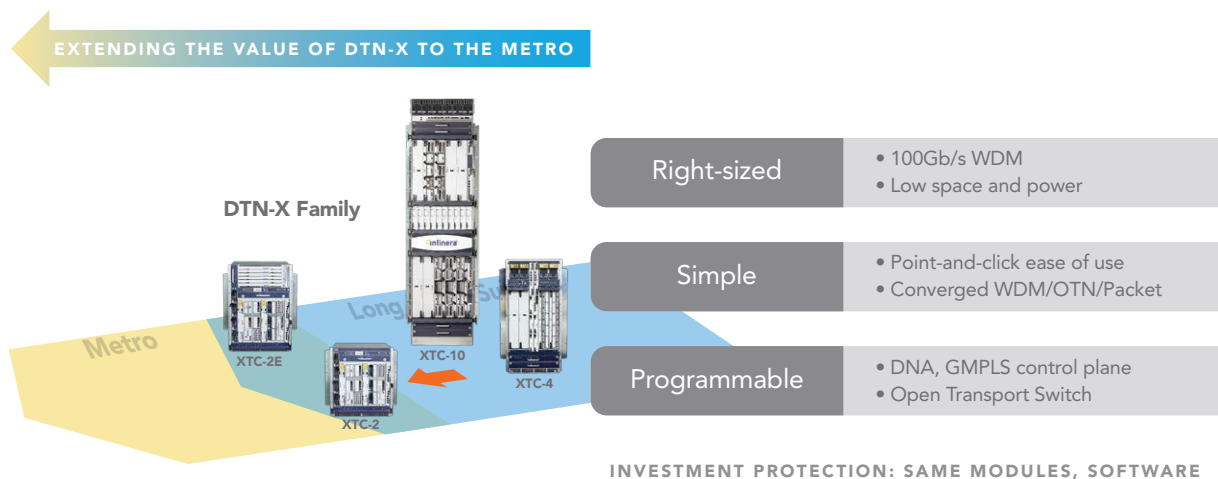 EXTENDING THE VALUE OF DTN-X TO THE METRO
DTN-X Family
infinera
Metro
Long
XTC-2E
XTC-2
XTC-10
XTC-4
Right-sized
• 100Gb/s WDM
• Low space and power
Simple
• Point-and-click ease of use
• Converged WDM/OTN/Packet
Programmable
• DNA, GMPLS control plane
• Open Transport Switch
INVESTMENT PROTECTION: SAME MODULES, SOFTWARE